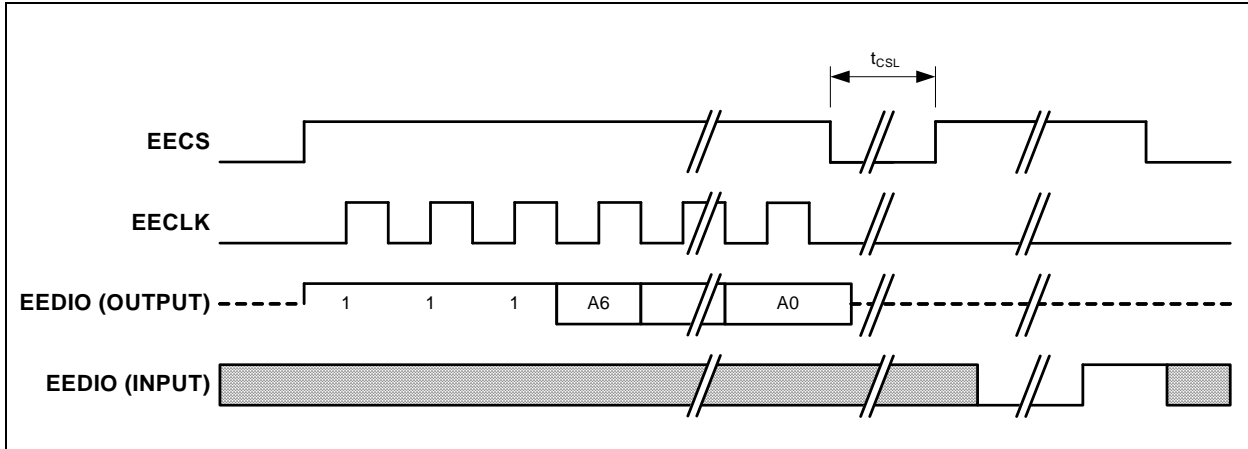 tCSL
EECS
EECLK
EEDIO (OUTPUT) 1 1 1 A6 A0
EEDIO (INPUT)